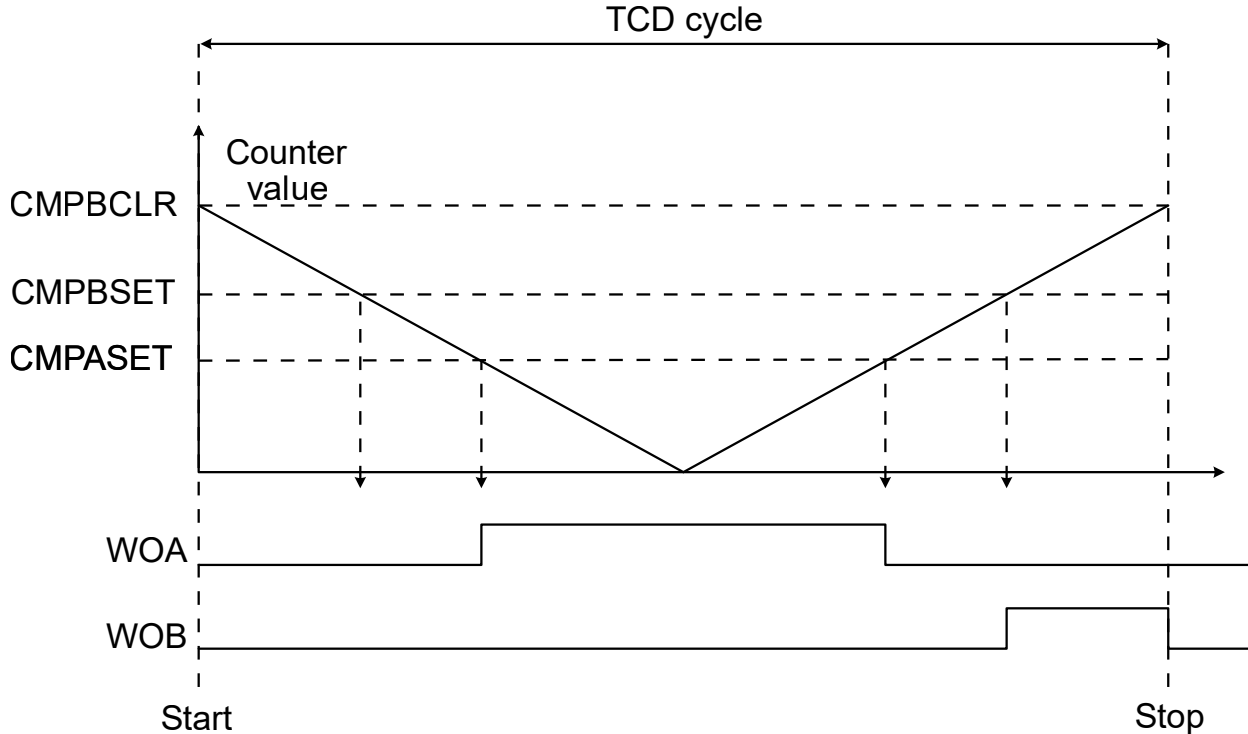 TCD cycle
Counter
value
CMPBCLR
CMPBSET
CMPASET
WOA
WOB
Start
Stop